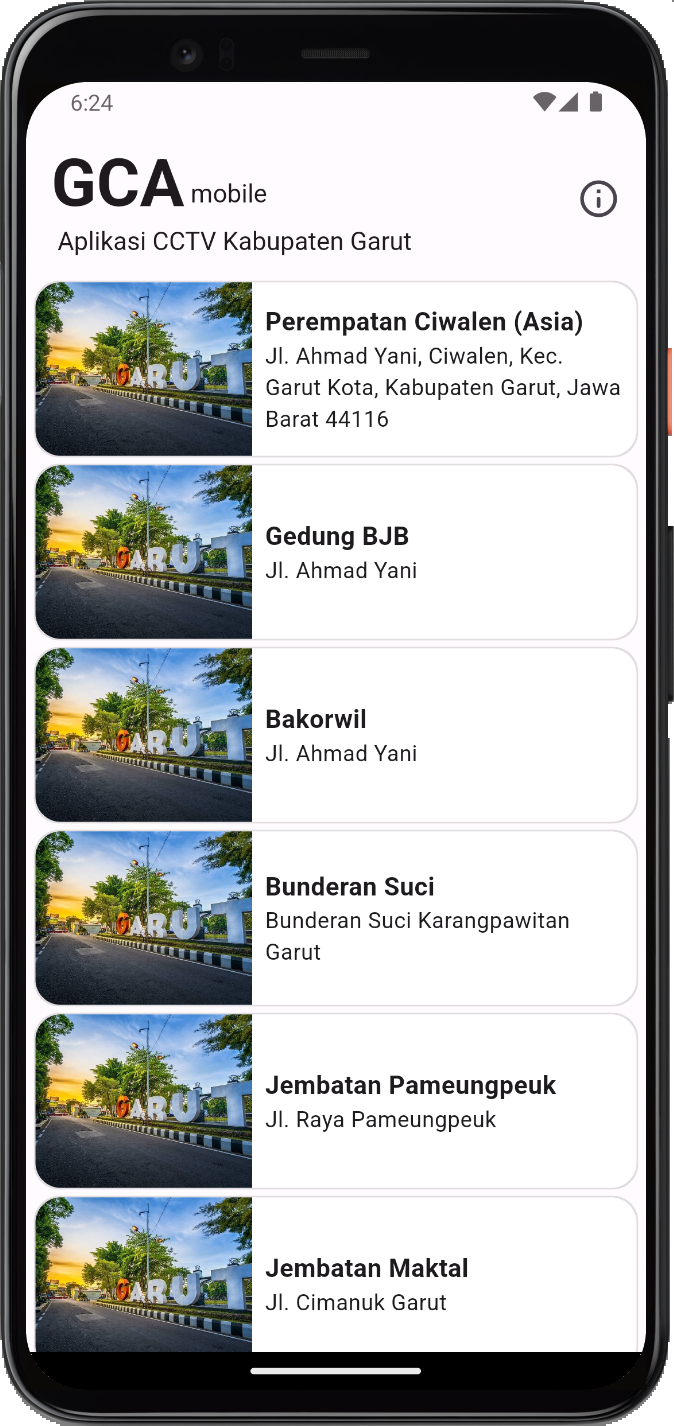 6:24
GCA mobile
Aplikasi CCTV Kabupaten Garut
GARUT
Perempatan Ciwalen (Asia)
Jl. Ahmad Yani, Ciwalen, Kec.
Garut Kota, Kabupaten Garut, Jawa
Barat 44116
GARUT
Gedung BJB
Jl. Ahmad Yani
GARUT
Bakorwil
Jl. Ahmad Yani
GARUT
Bunderan Suci
Bunderan Suci Karangpawitan
Garut
GARUT
Jembatan Pameungpeuk
Jl. Raya Pameungpeuk
GARUT
Jembatan Maktal
Jl. Cimanuk Garut